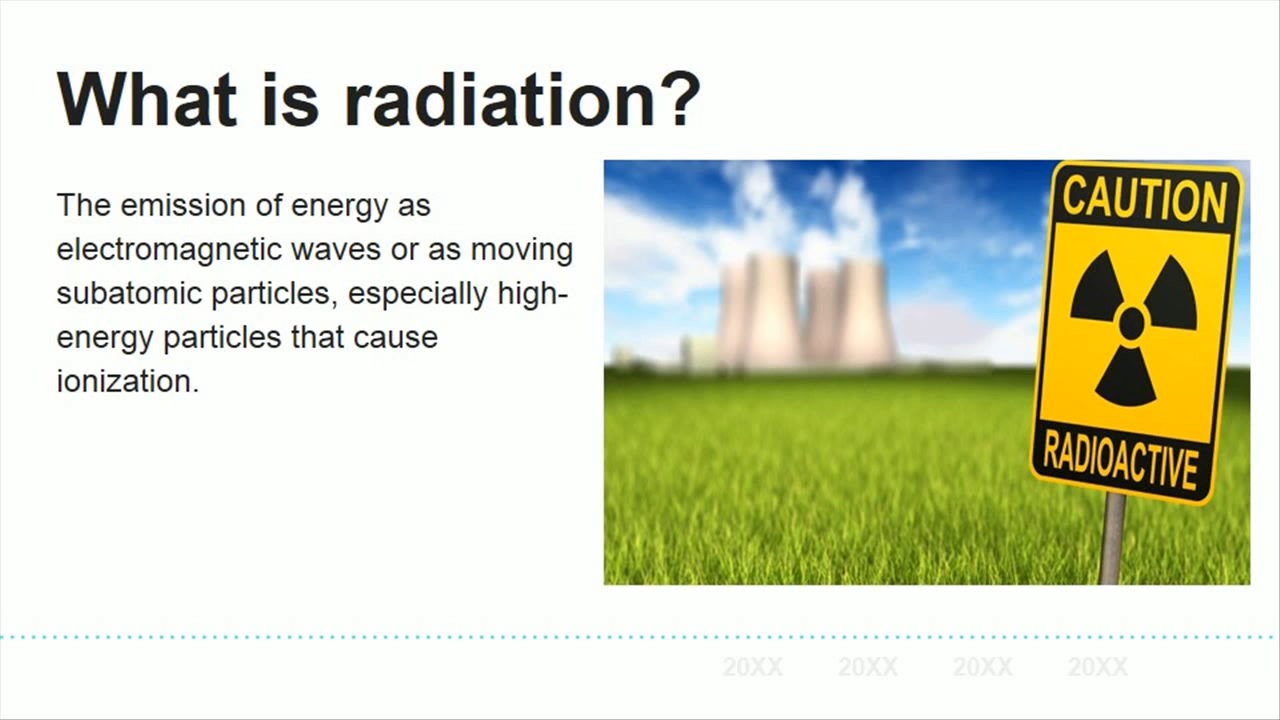 What is radiation?
The emission of energy as
electromagnetic waves or as moving
subatomic particles, especially high-
energy particles that cause
ionization.
CAUTION
RADIOACTIVE
20XX 20XX 20XX 20XX